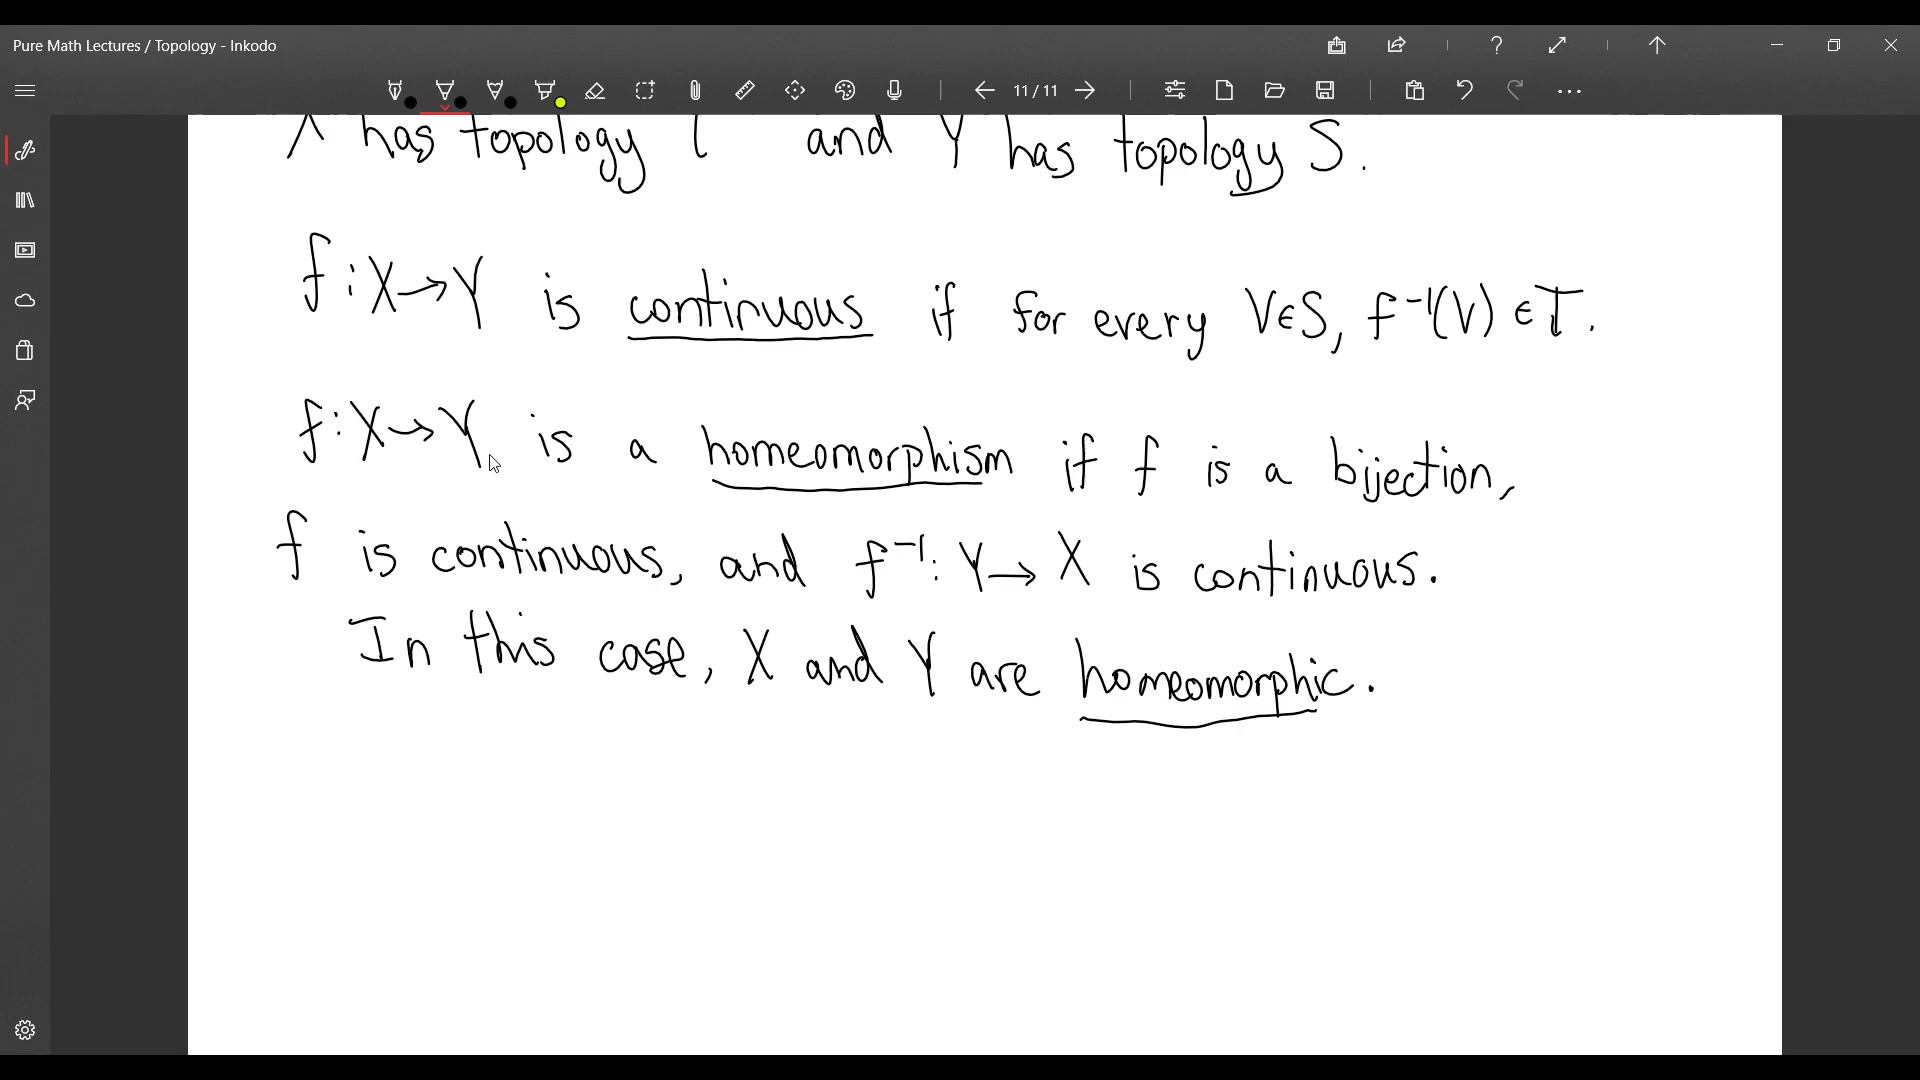 Pure Math Lectures / Topology - Inkodo
11 / 11
X has topology T and Y has topology S.
f : X → Y is continuous if for every V ∈ S, f⁻¹(V) ∈ T.
f : X → Y is a homeomorphism if f is a bijection,
f is continuous, and f⁻¹ : Y → X is continuous.
In this case, X and Y are homeomorphic.